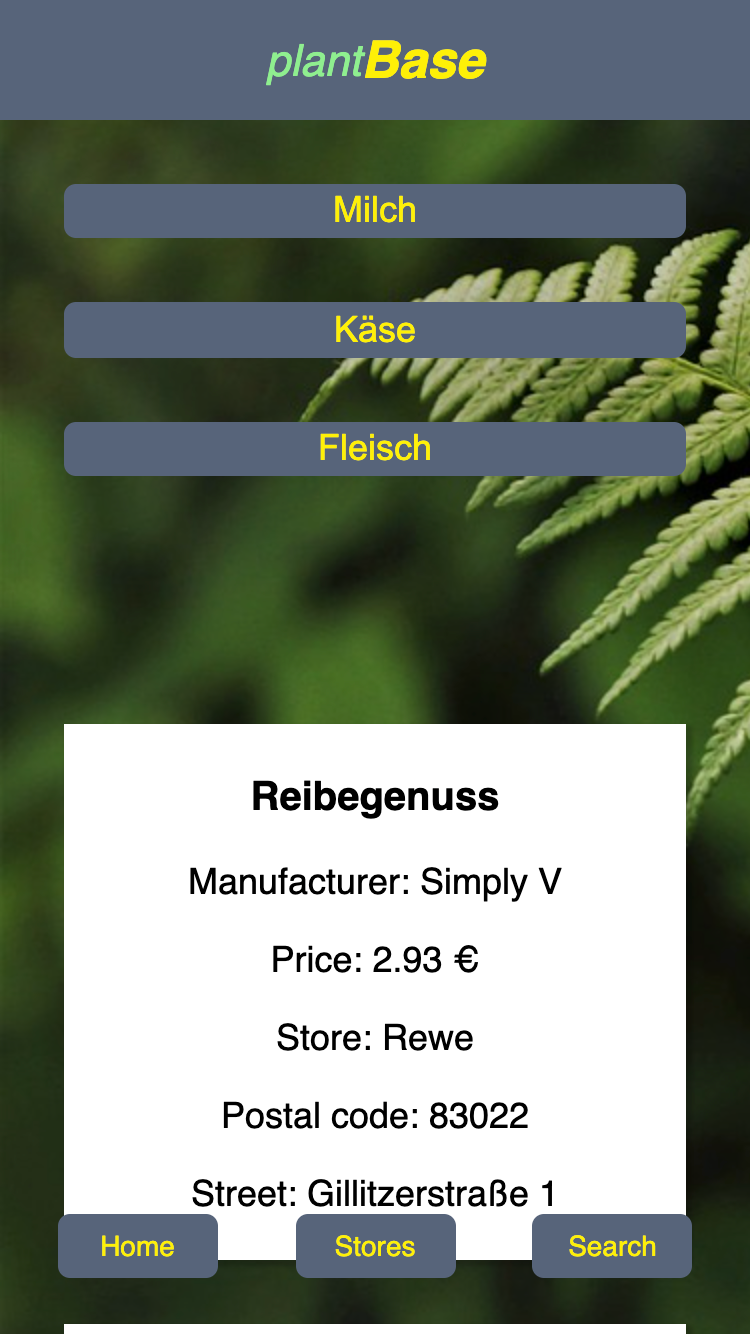 plantBase
Milch
Käse
Fleisch
Reibegenuss
Manufacturer: Simply V
Price: 2.93 €
Store: Rewe
Postal code: 83022
Street: Gillitzerstraße 1
Home Stores Search